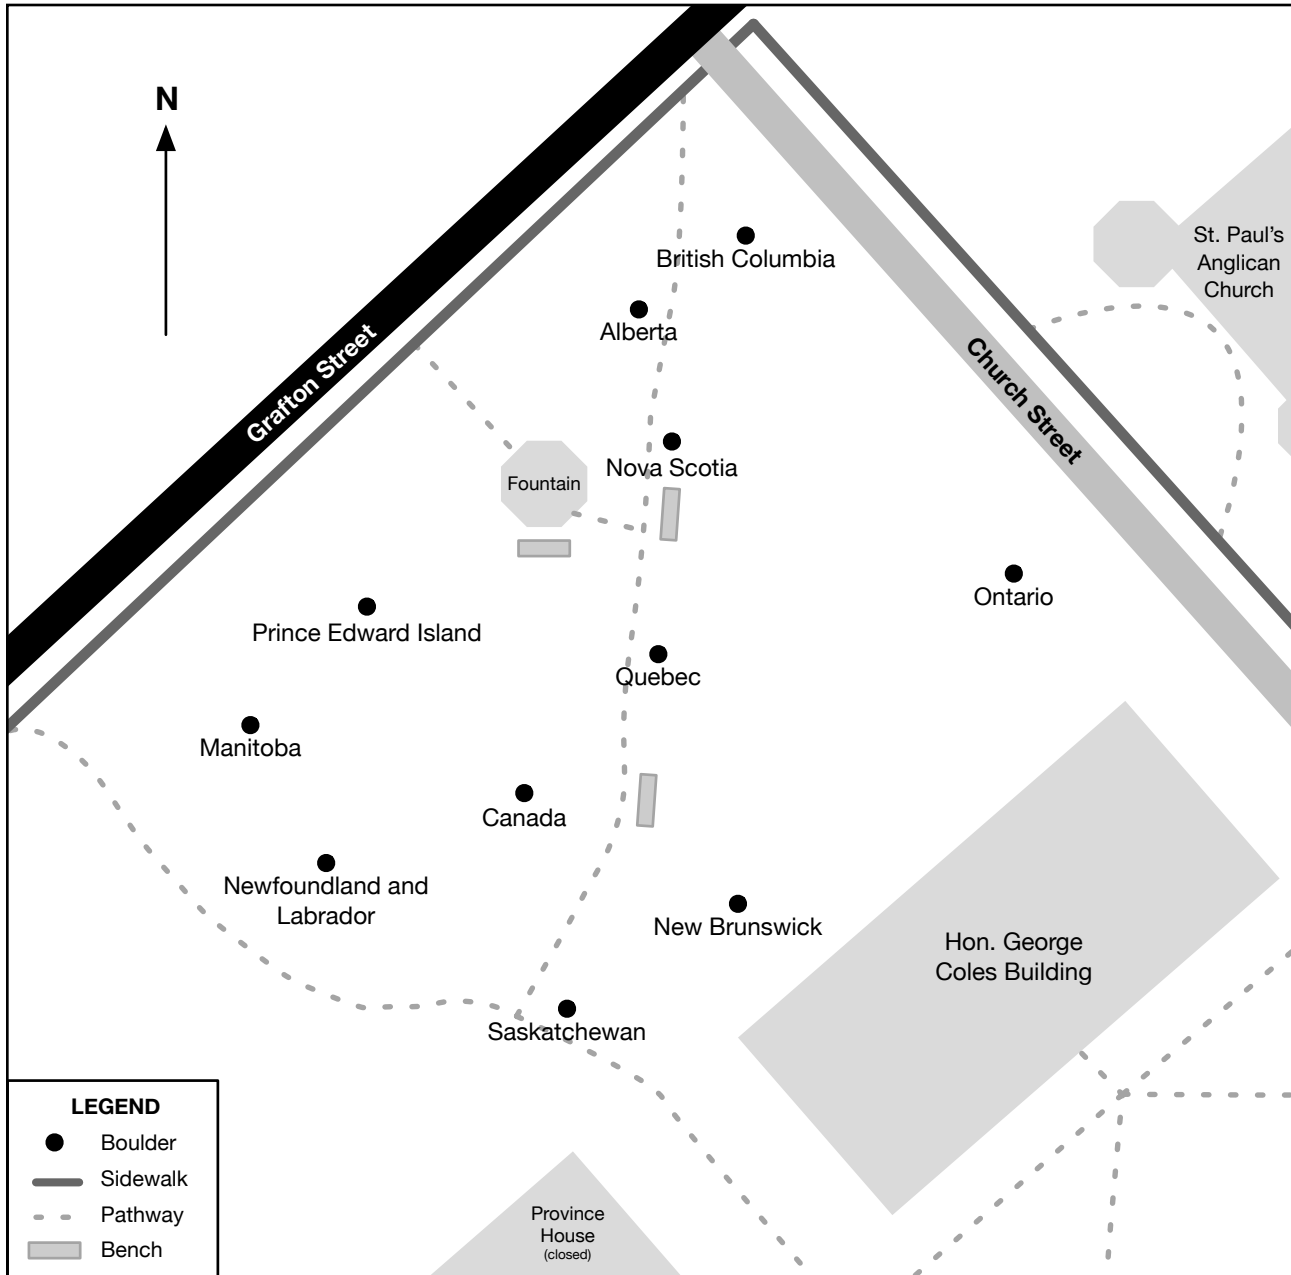 N
British Columbia
Alberta
St. Paul's
Anglican
Church
Grafton Street
Church Street
Nova Scotia
Fountain
Ontario
Prince Edward Island
Quebec
Manitoba
Canada
Newfoundland and
Labrador
New Brunswick
Hon. George
Coles Building
Saskatchewan
LEGEND
Boulder
Sidewalk
Pathway
Bench
Province
House
(closed)